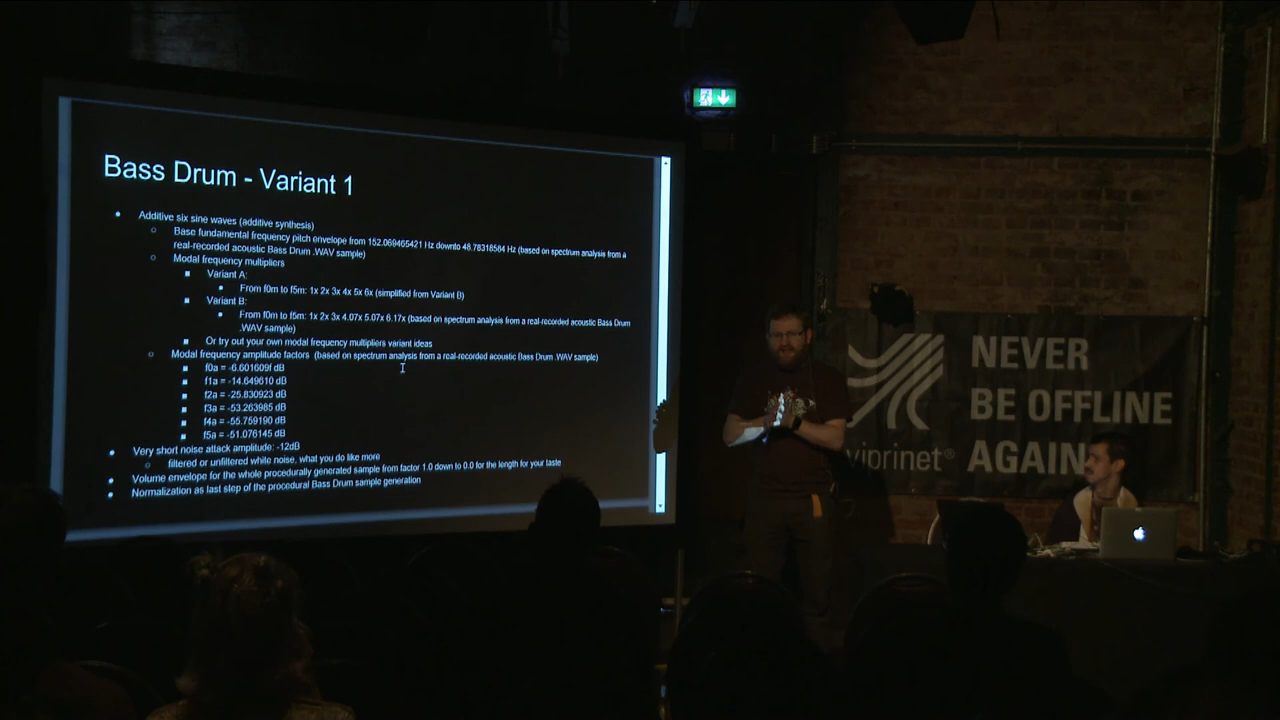 Bass Drum - Variant 1
Additive six sine waves (additive synthesis)
Base fundamental frequency pitch envelope from 152.069465421 Hz downto 48.78318564 Hz (based on spectrum analysis from a
real-recorded acoustic Bass Drum .WAV sample)
Modal frequency multipliers
Variant A:
From f0m to f5m: 1x 2x 3x 4x 5x 6x (simplified from Variant B)
Variant B:
From f0m to f5m: 1x 2x 3x 4.07x 5.07x 6.17x (based on spectrum analysis from a real-recorded acoustic Bass Drum
.WAV sample)
Or try out your own modal frequency multipliers variant ideas
Modal frequency amplitude factors (based on spectrum analysis from a real-recorded acoustic Bass Drum .WAV sample)
f0a = -6.601609f dB
f1a = -14.649610 dB
f2a = -25.830923 dB
f3a = -53.263985 dB
f4a = -55.759190 dB
f5a = -51.076145 dB
Very short noise attack amplitude: -12dB
filtered or unfiltered white noise, what you do like more
Volume envelope for the whole procedurally generated sample from factor 1.0 down to 0.0 for the length for your taste
Normalization as last step of the procedural Bass Drum sample generation
NEVER
BE OFFLINE
AGAIN
viprinet®